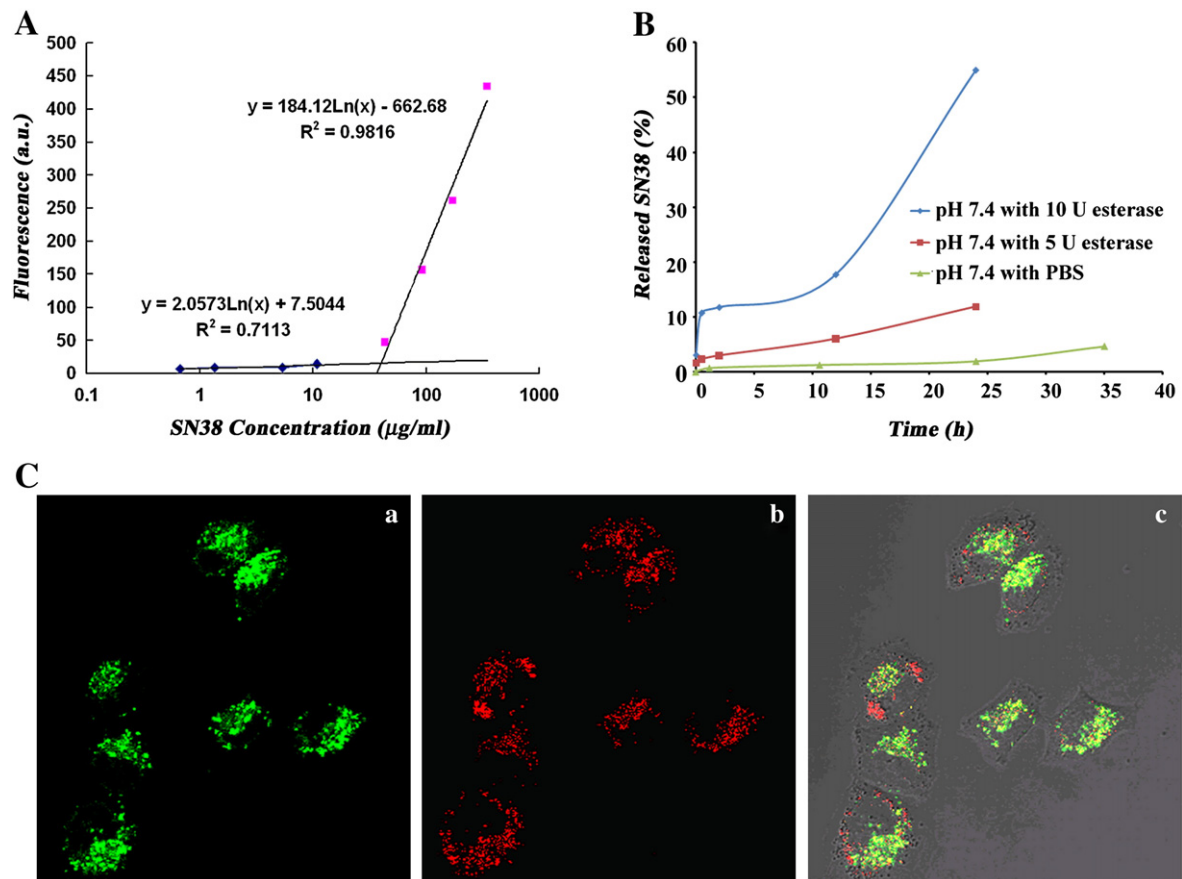 A
500
450
400
350
300
250
200
150
100
50
0
Fluorescence (a.u.)
y = 184.12Ln(x) - 662.68
R² = 0.9816
y = 2.0573Ln(x) + 7.5044
R² = 0.7113
0.1 1 10 100 1000
SN38 Concentration (µg/ml)
B
60
50
40
30
20
10
0
Released SN38 (%)
pH 7.4 with 10 U esterase
pH 7.4 with 5 U esterase
pH 7.4 with PBS
0 5 10 15 20 25 30 35 40
Time (h)
C
a
b
c